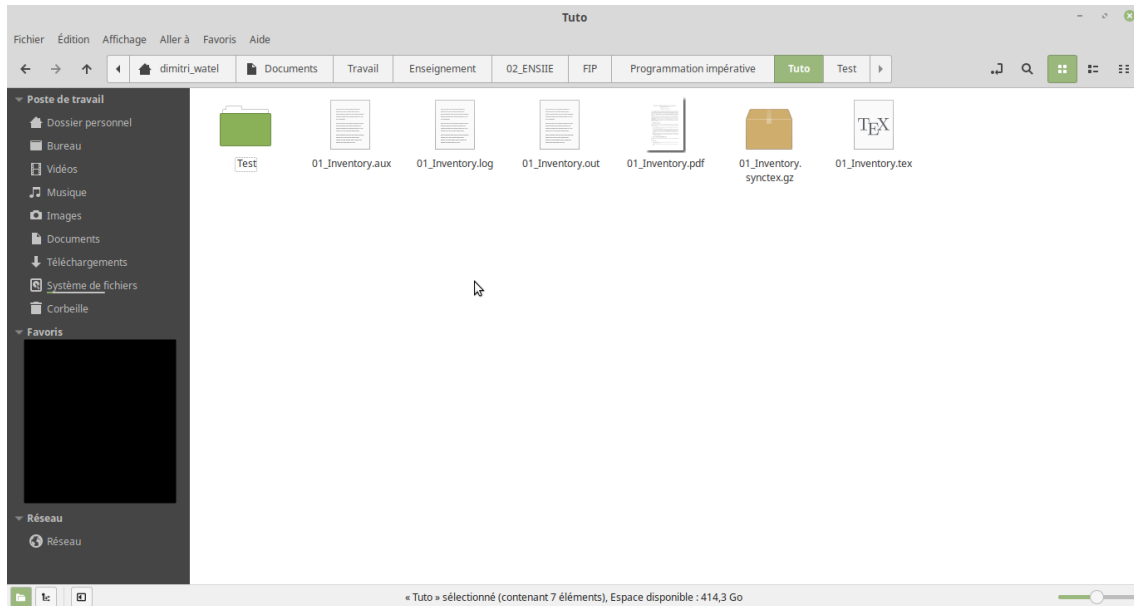 Tuto
Fichier Édition Affichage Aller à Favoris Aide
dimitri_watel Documents Travail Enseignement 02_ENSIIE FIP Programmation impérative Tuto Test
Poste de travail
Dossier personnel
Bureau
Vidéos
Musique
Images
Documents
Téléchargements
Système de fichiers
Corbeille
Favoris
Réseau
Réseau
TEX
Test 01_Inventory.aux 01_Inventory.log 01_Inventory.out 01_Inventory.pdf 01_Inventory. 01_Inventory.tex
synctex.gz
« Tuto » sélectionné (contenant 7 éléments), Espace disponible : 414,3 Go